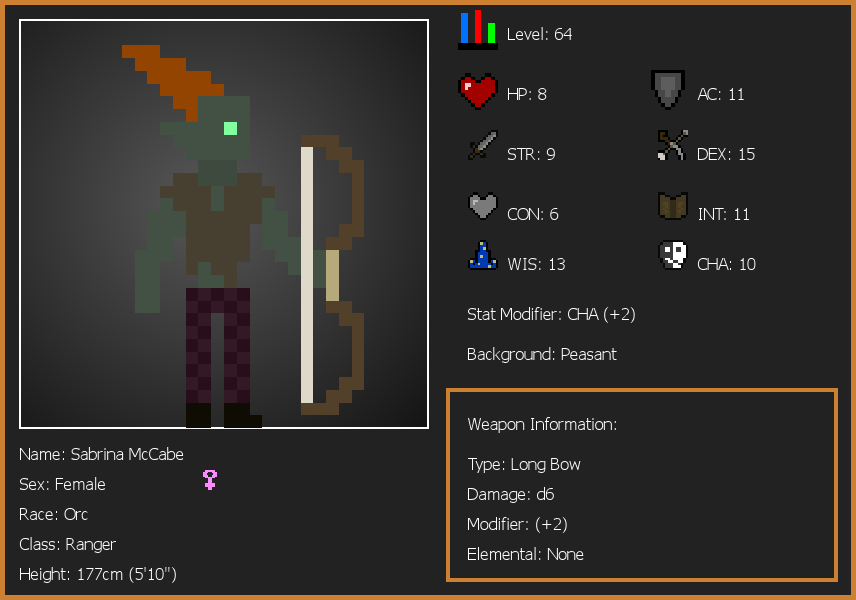 Level: 64
HP: 8
AC: 11
STR: 9
DEX: 15
CON: 6
INT: 11
WIS: 13
CHA: 10
Stat Modifier: CHA (+2)
Background: Peasant
Weapon Information:
Type: Long Bow
Damage: d6
Modifier: (+2)
Elemental: None
Name: Sabrina McCabe
Sex: Female
Race: Orc
Class: Ranger
Height: 177cm (5'10")